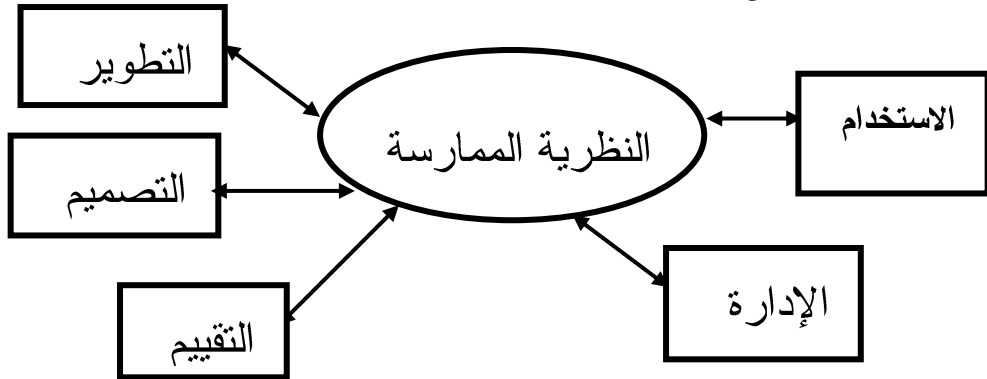 التطوير
الاستخدام
النظرية الممارسة
التصميم
الإدارة
التقييم